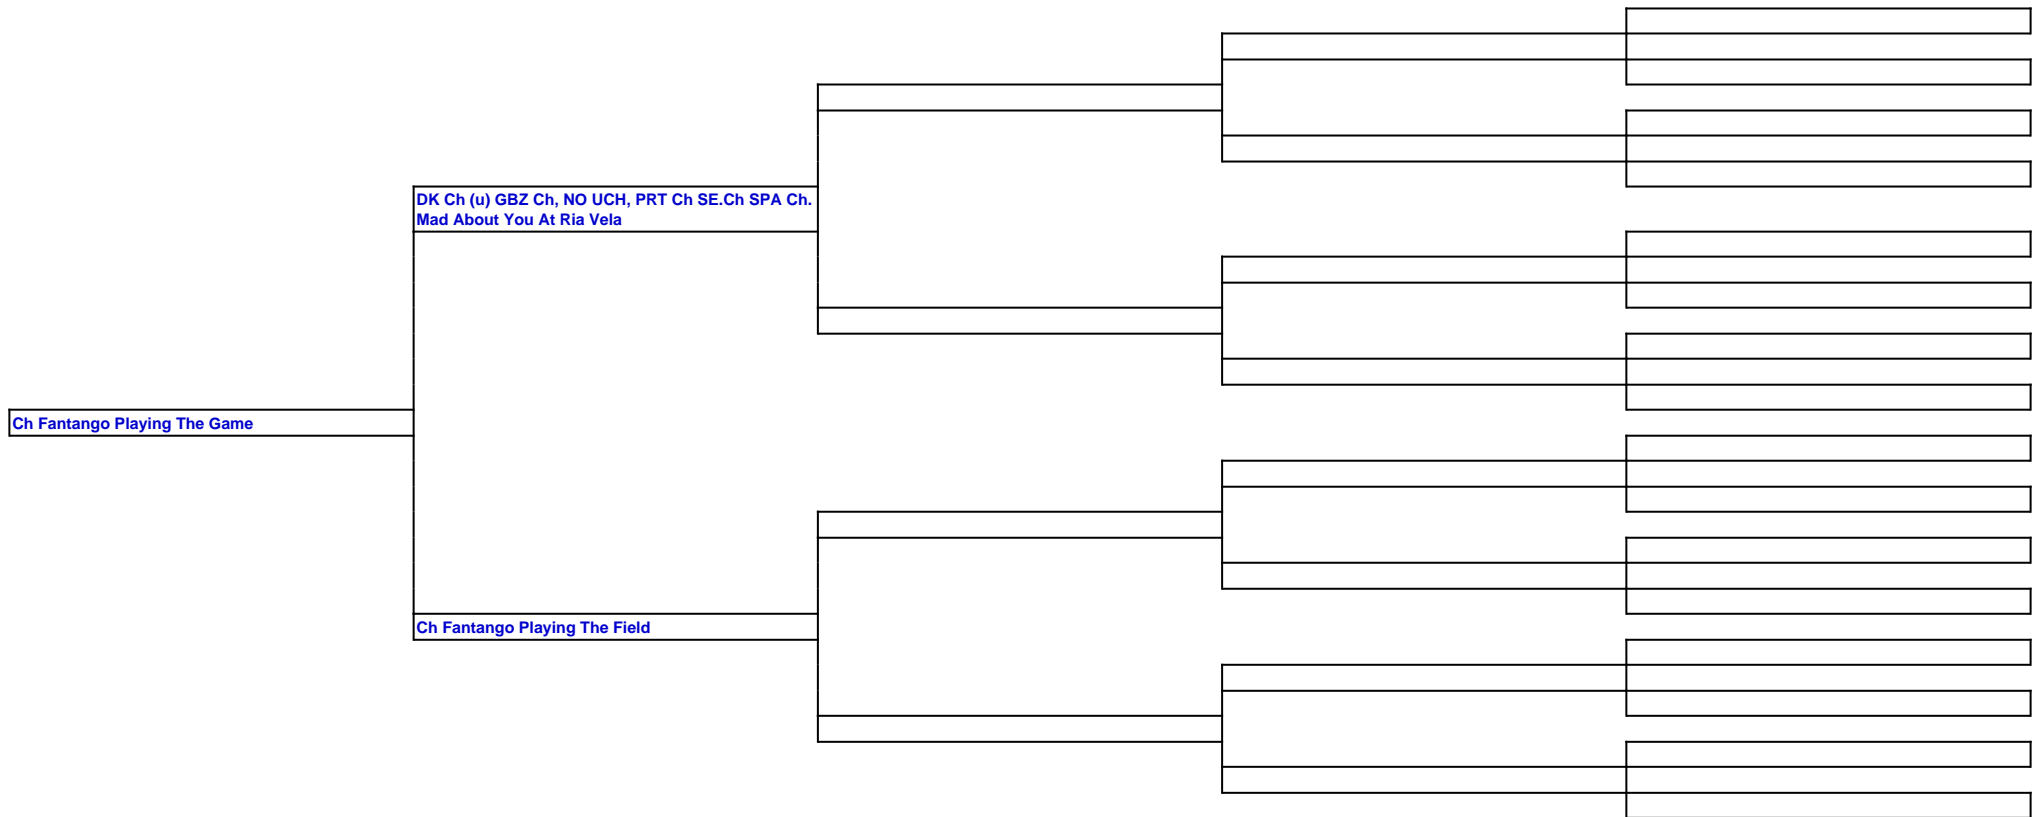 DK Ch (u) GBZ Ch, NO UCH, PRT Ch SE.Ch SPA Ch.
Mad About You At Ria Vela
Ch Fantango Playing The Game
Ch Fantango Playing The Field